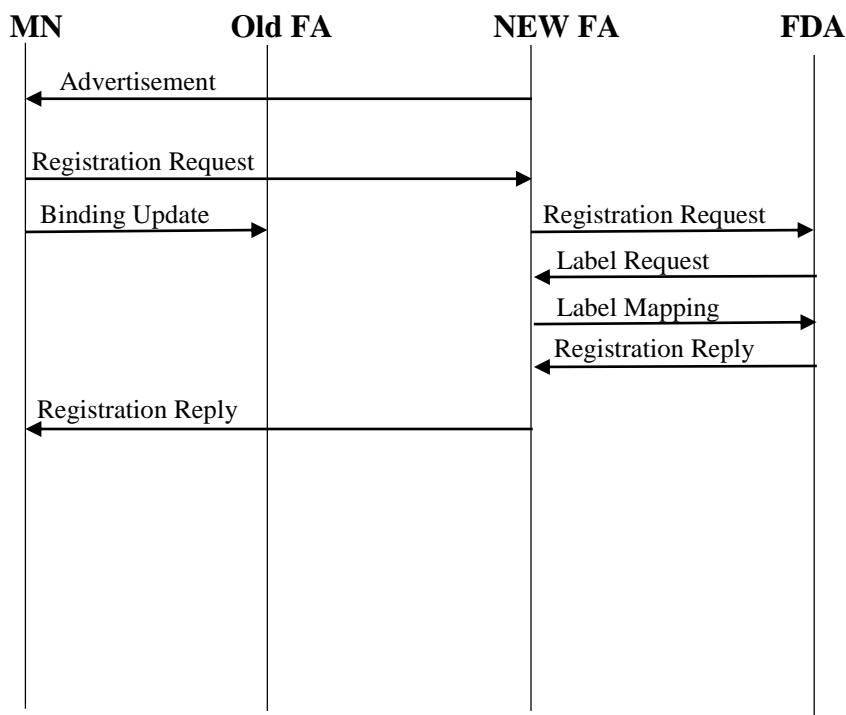 MN Old FA NEW FA FDA
Advertisement
Registration Request
Binding Update Registration Request
Label Request
Label Mapping
Registration Reply
Registration Reply